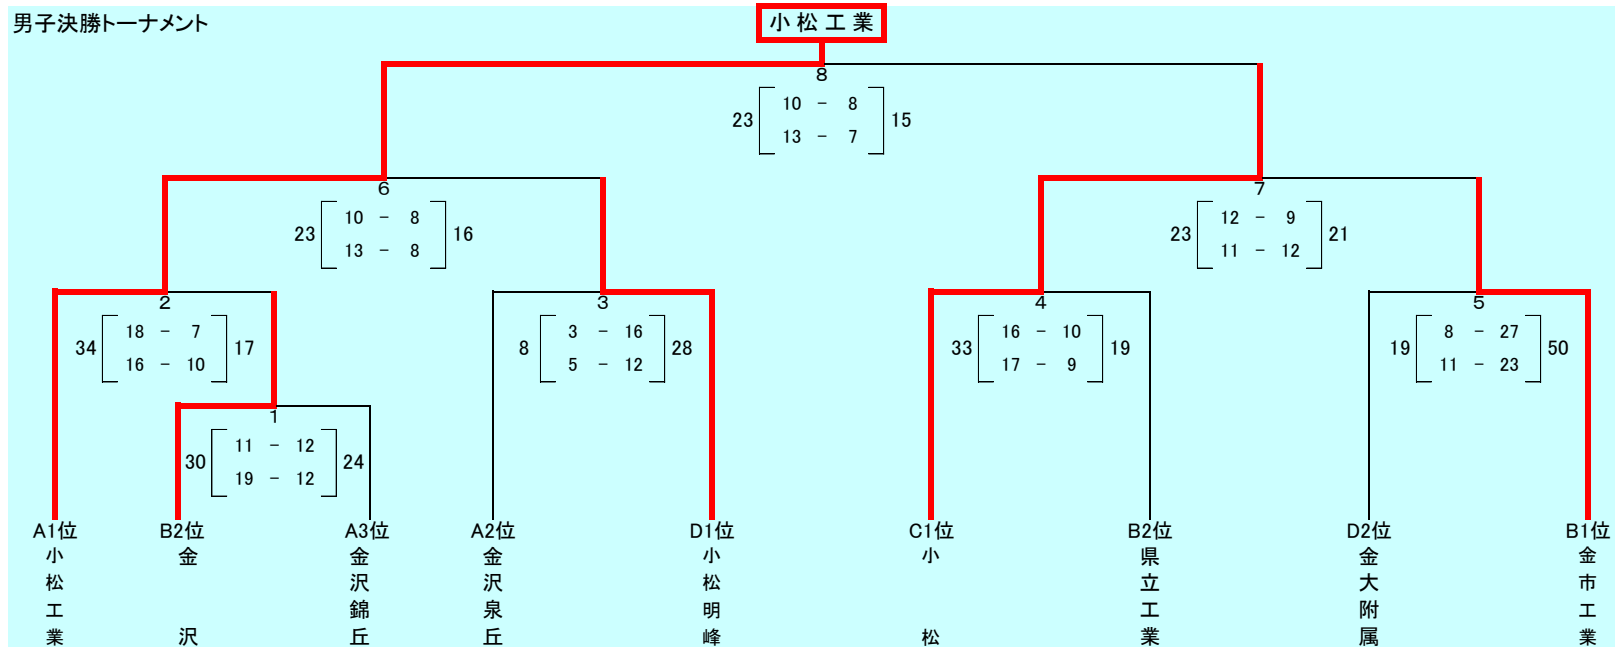 男子決勝トーナメント
小松工業
8
23 10 - 8 15
13 - 7
6
23 10 - 8 16
13 - 8
7
23 12 - 9 21
11 - 12
2
34 18 - 7 17
16 - 10
3
8 3 - 16 28
5 - 12
4
33 16 - 10 19
17 - 9
5
19 8 - 27 50
11 - 23
1
30 11 - 12 24
19 - 12
A1位 B2位 A3位 A2位 D1位 C1位 B2位 D2位 B1位
小松工業
金沢
金沢錦丘
金沢泉丘
小松明峰
小松
県立工業
金大附属
金市工業